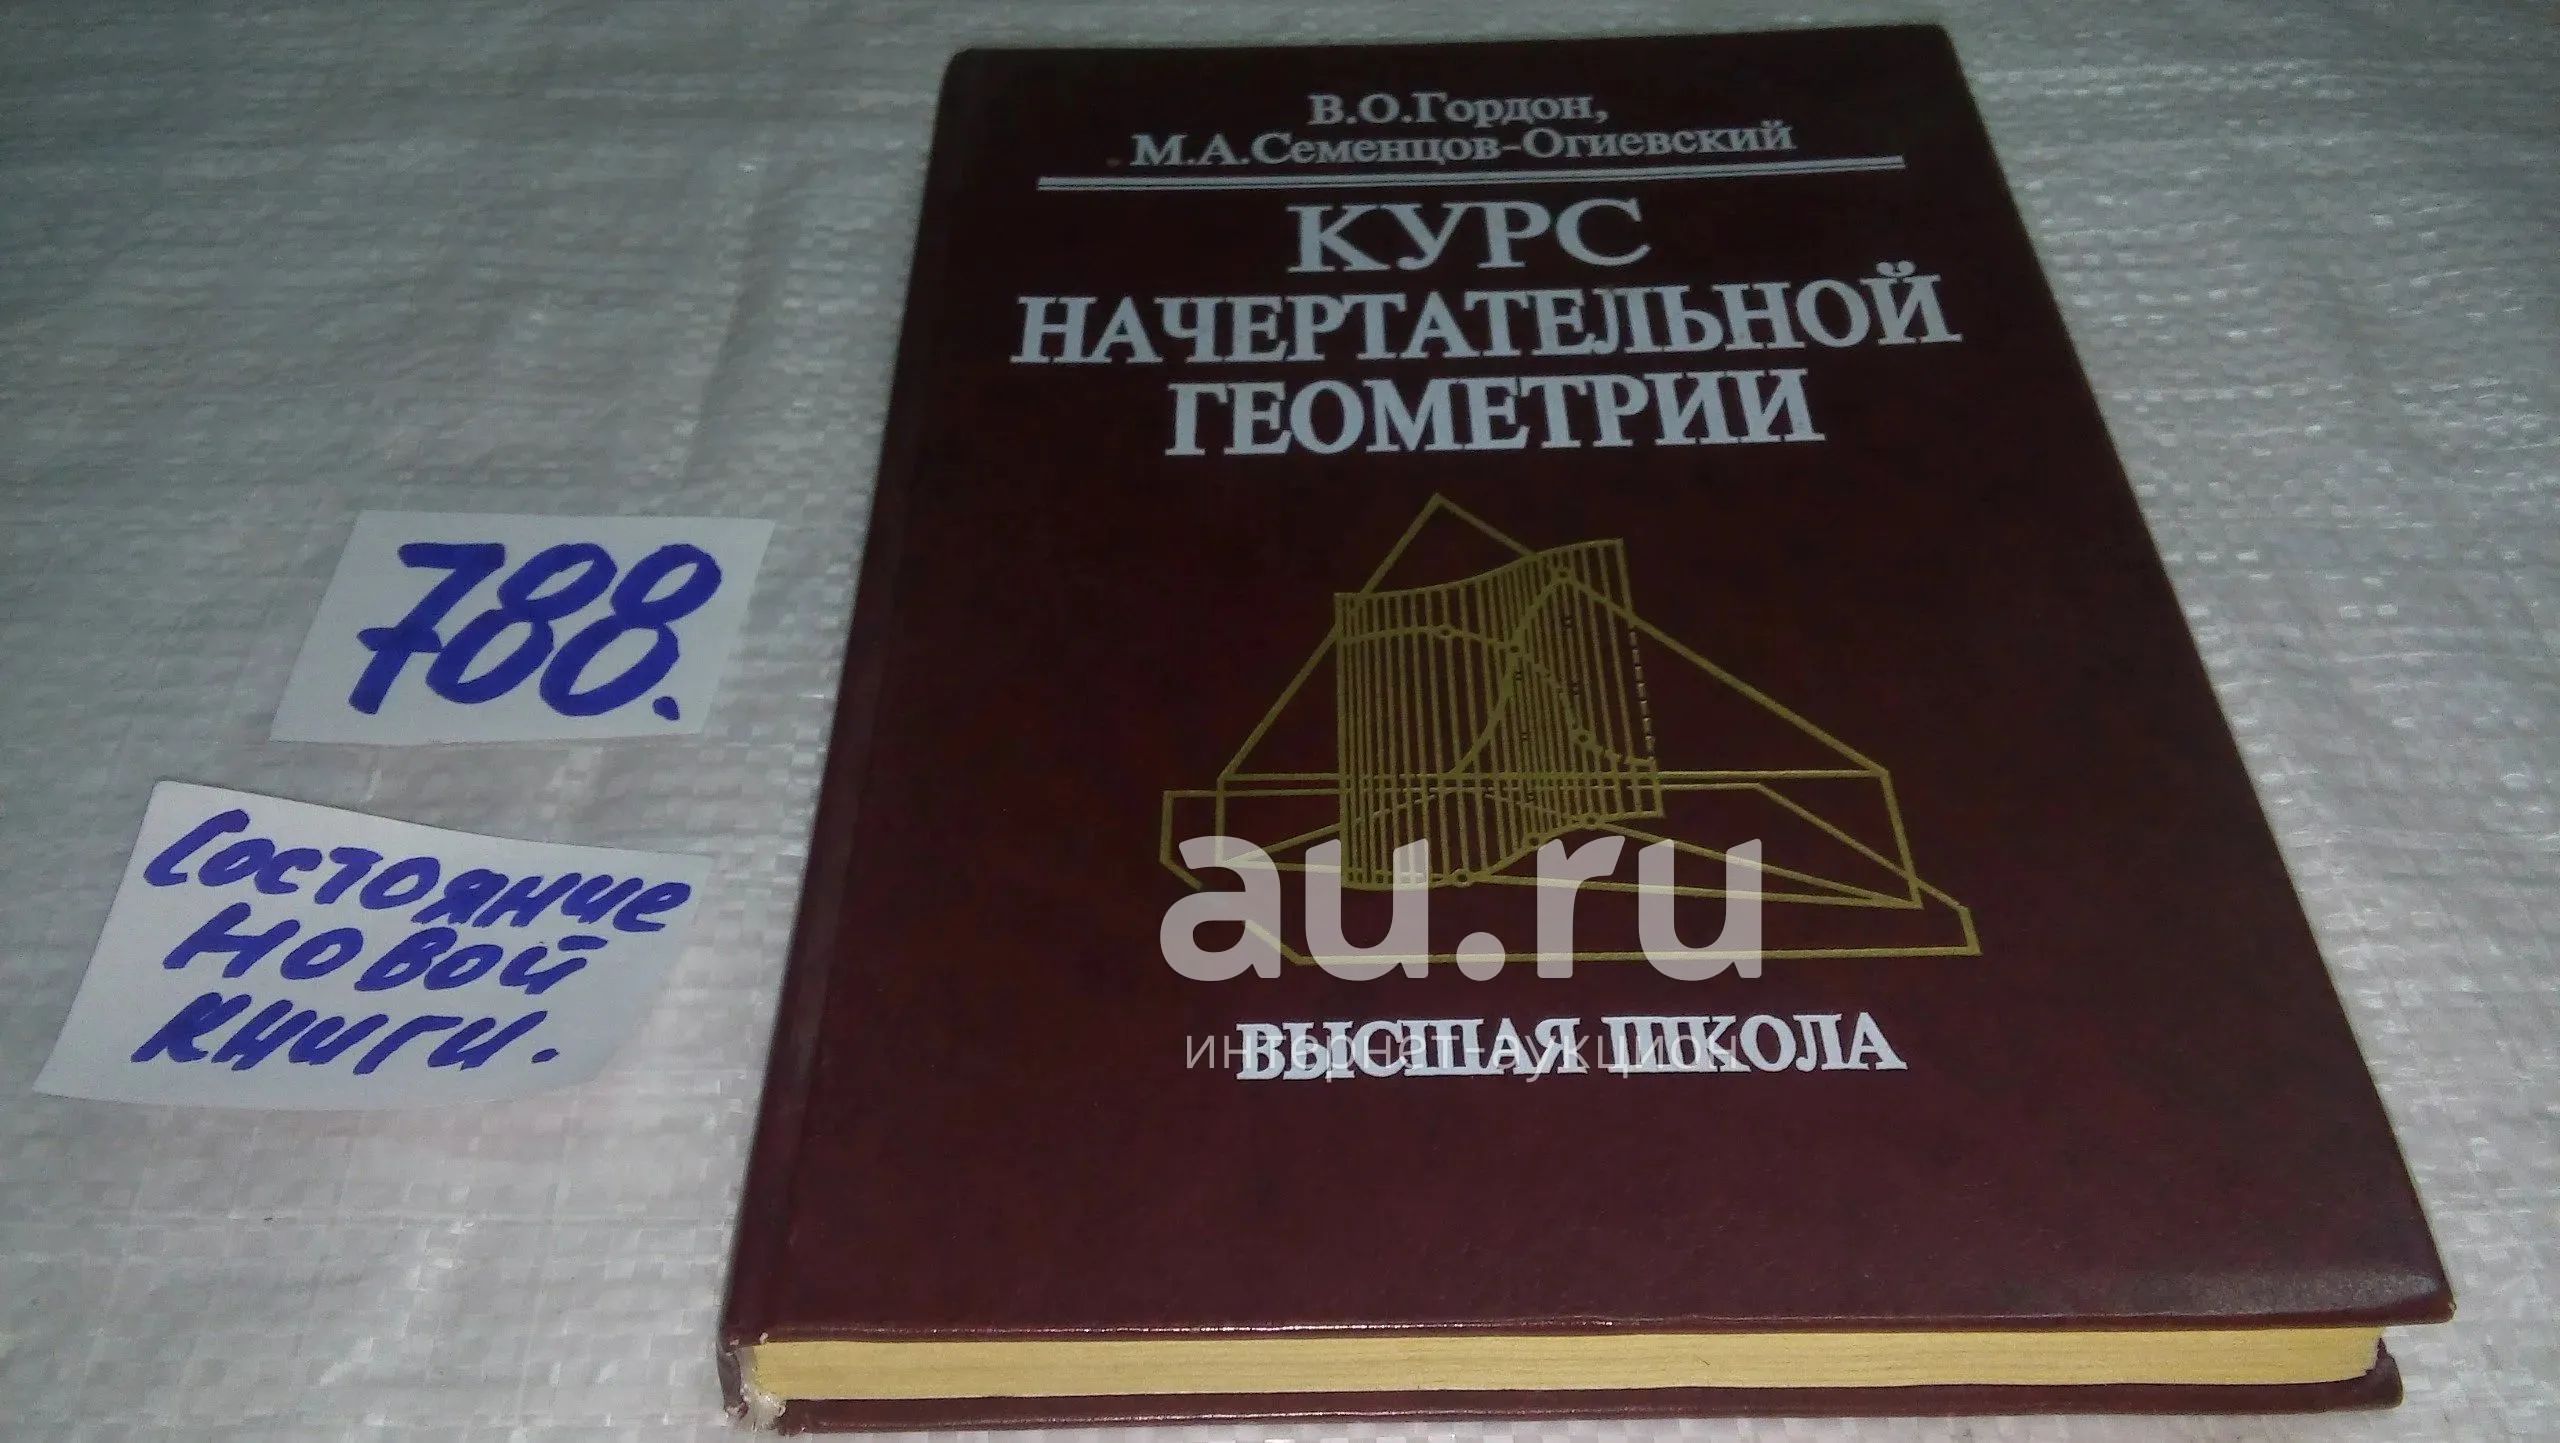 В.О.Гордон,
М.А.Семенцов-Огиевский
КУРС
НАЧЕРТАТЕЛЬНОЙ
ГЕОМЕТРИИ
788.
Состояние
новой
книги.
au.ru
интернет-аукцион
ВЫСШАЯ ШКОЛА